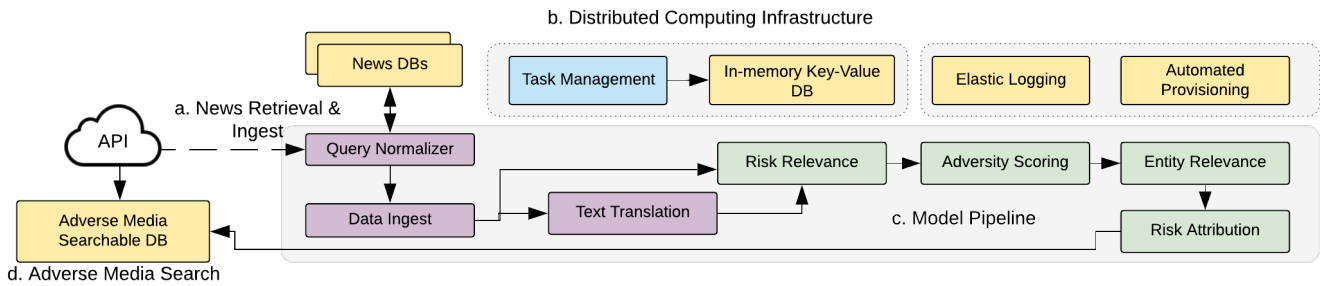 b. Distributed Computing Infrastructure
News DBs
Task Management
In-memory Key-Value
DB
Elastic Logging
Automated
Provisioning
a. News Retrieval &
Ingest
API
Query Normalizer
Risk Relevance
Adversity Scoring
Entity Relevance
Data Ingest
Text Translation
c. Model Pipeline
Risk Attribution
Adverse Media
Searchable DB
d. Adverse Media Search